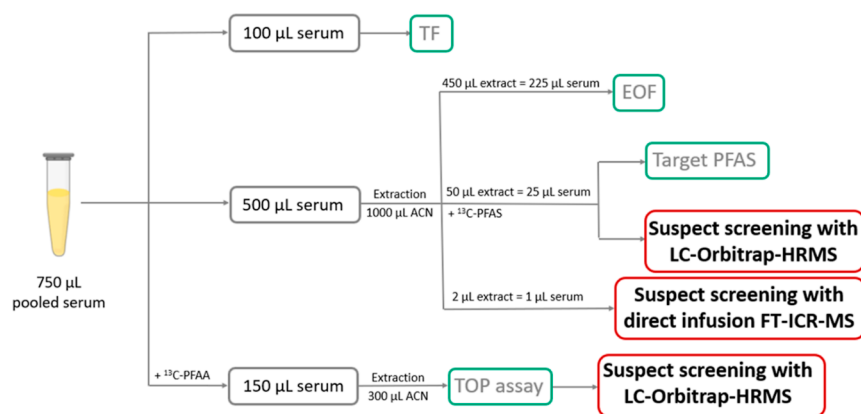 100 µL serum
TF
450 µL extract = 225 µL serum
EOF
Target PFAS
500 µL serum
Extraction
1000 µL ACN
50 µL extract = 25 µL serum
+ ¹³C-PFAS
Suspect screening with
LC-Orbitrap-HRMS
750 µL
pooled serum
2 µL extract = 1 µL serum
Suspect screening with
direct infusion FT-ICR-MS
+ ¹³C-PFAA
150 µL serum
Extraction
300 µL ACN
TOP assay
Suspect screening with
LC-Orbitrap-HRMS